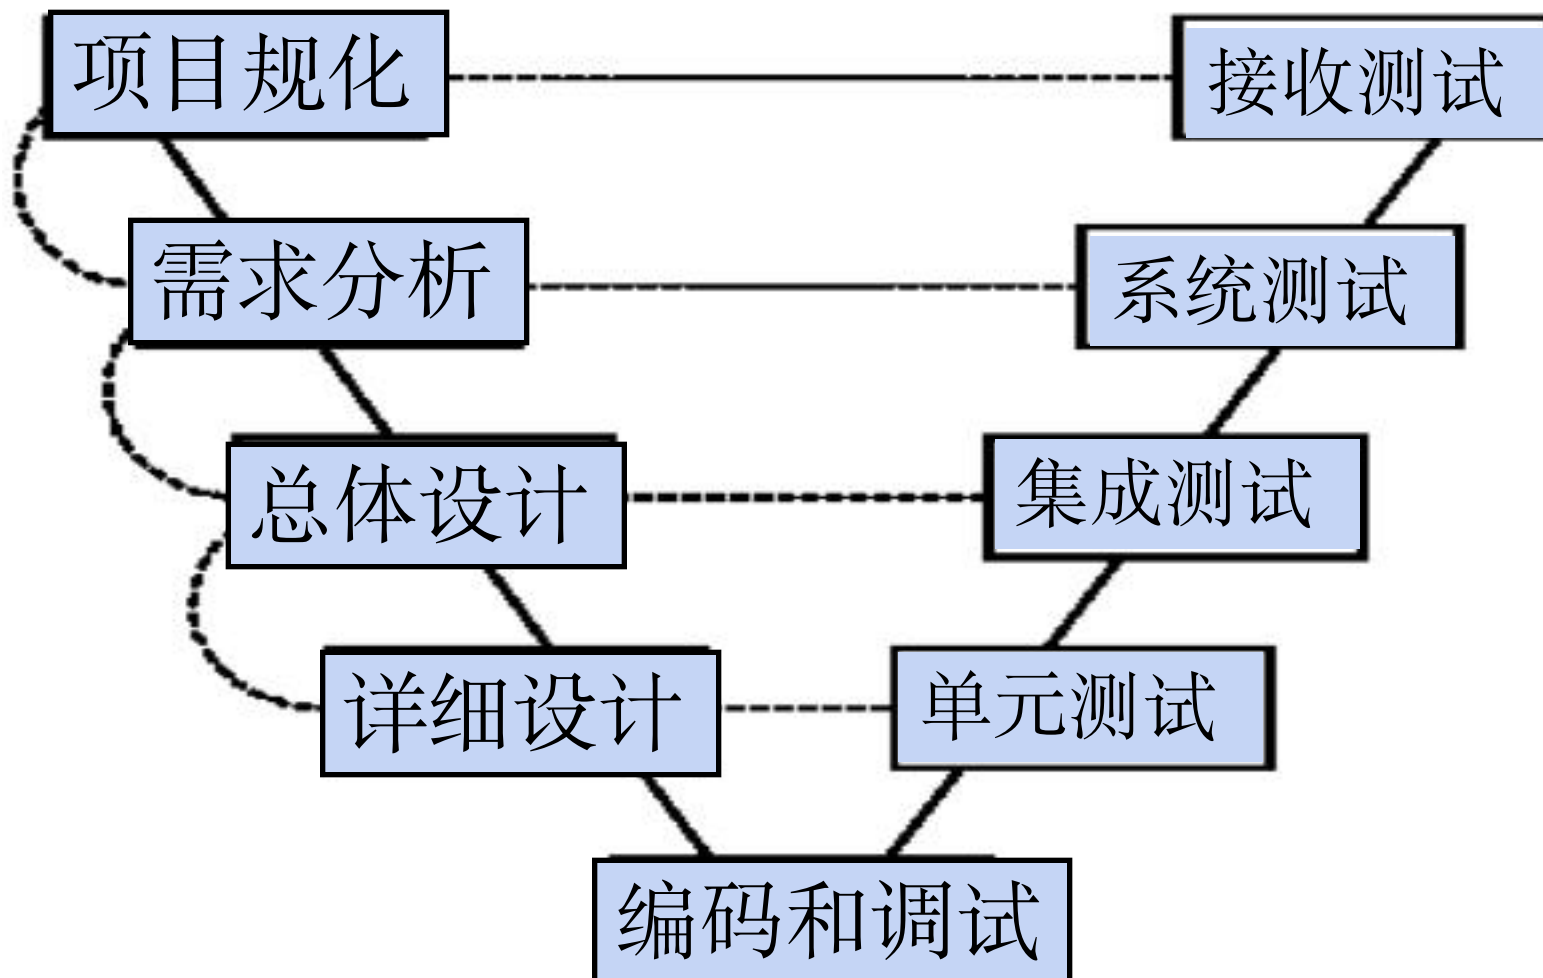 项目规化
接收测试
需求分析
系统测试
总体设计
集成测试
详细设计
单元测试
编码和调试